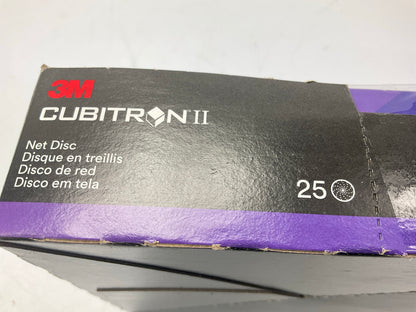 3M
CUBITRON II
Net Disc
Disque en treillis
Disco de red
Disco em tela
25